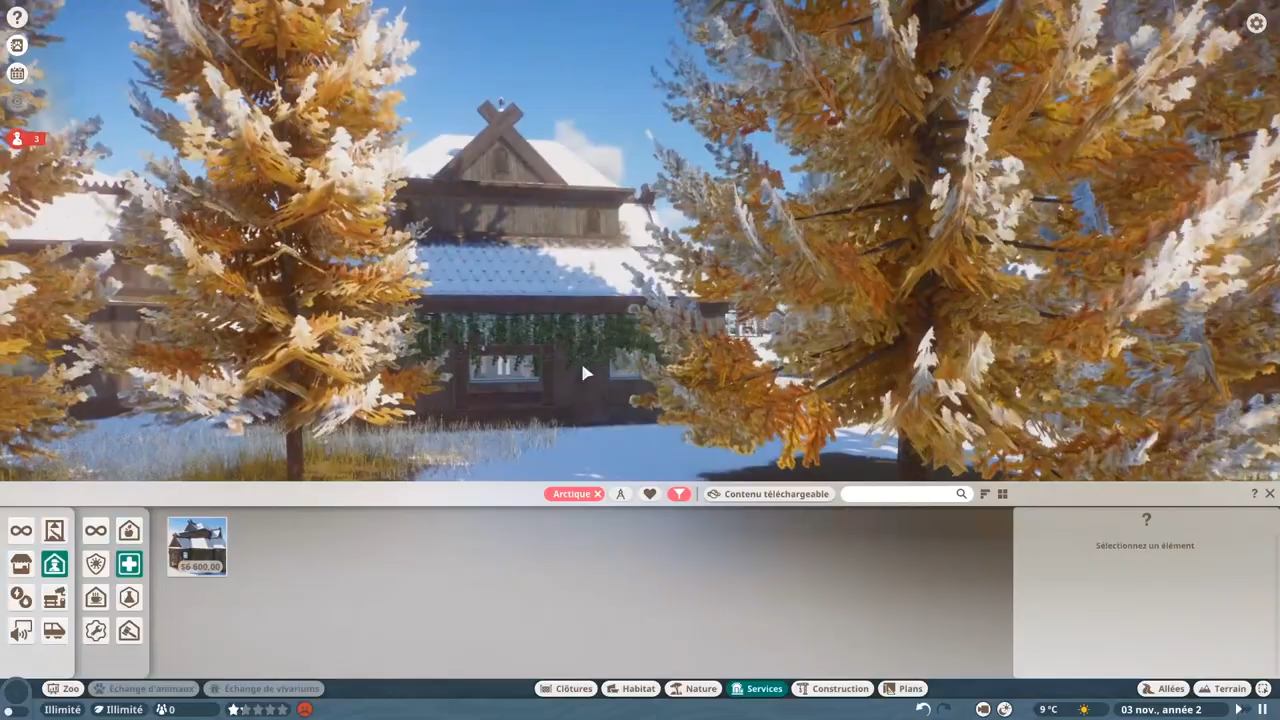 ?
3
Arctique ×
Contenu téléchargeable
? ×
$6 600,00
?
Sélectionnez un élément
Zoo
Échange d'animaux
Échange de vivariums
Clôtures
Habitat
Nature
Services
Construction
Plans
Allées
Terrain
Illimité
Illimité
0
9 °C
03 nov., année 2